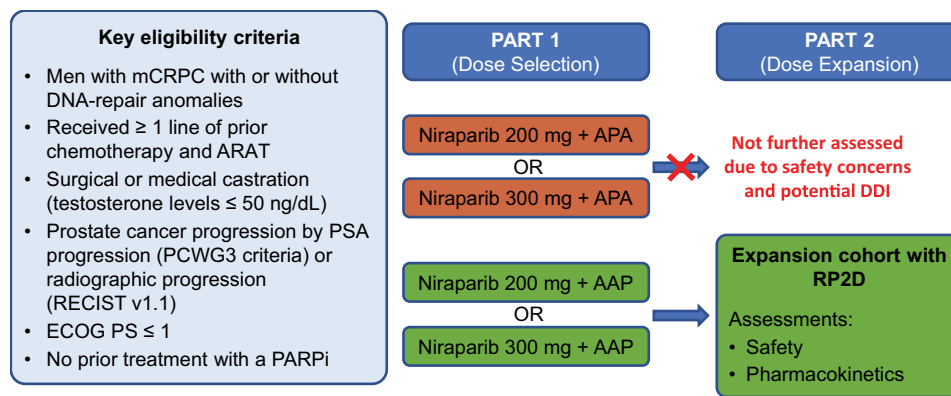 Key eligibility criteria
• Men with mCRPC with or without
DNA-repair anomalies
• Received ≥ 1 line of prior
chemotherapy and ARAT
• Surgical or medical castration
(testosterone levels ≤ 50 ng/dL)
• Prostate cancer progression by PSA
progression (PCWG3 criteria) or
radiographic progression
(RECIST v1.1)
• ECOG PS ≤ 1
• No prior treatment with a PARPi
PART 1
(Dose Selection)
Niraparib 200 mg + APA
OR
Niraparib 300 mg + APA
Niraparib 200 mg + AAP
OR
Niraparib 300 mg + AAP
PART 2
(Dose Expansion)
Not further assessed
due to safety concerns
and potential DDI
Expansion cohort with
RP2D
Assessments:
• Safety
• Pharmacokinetics